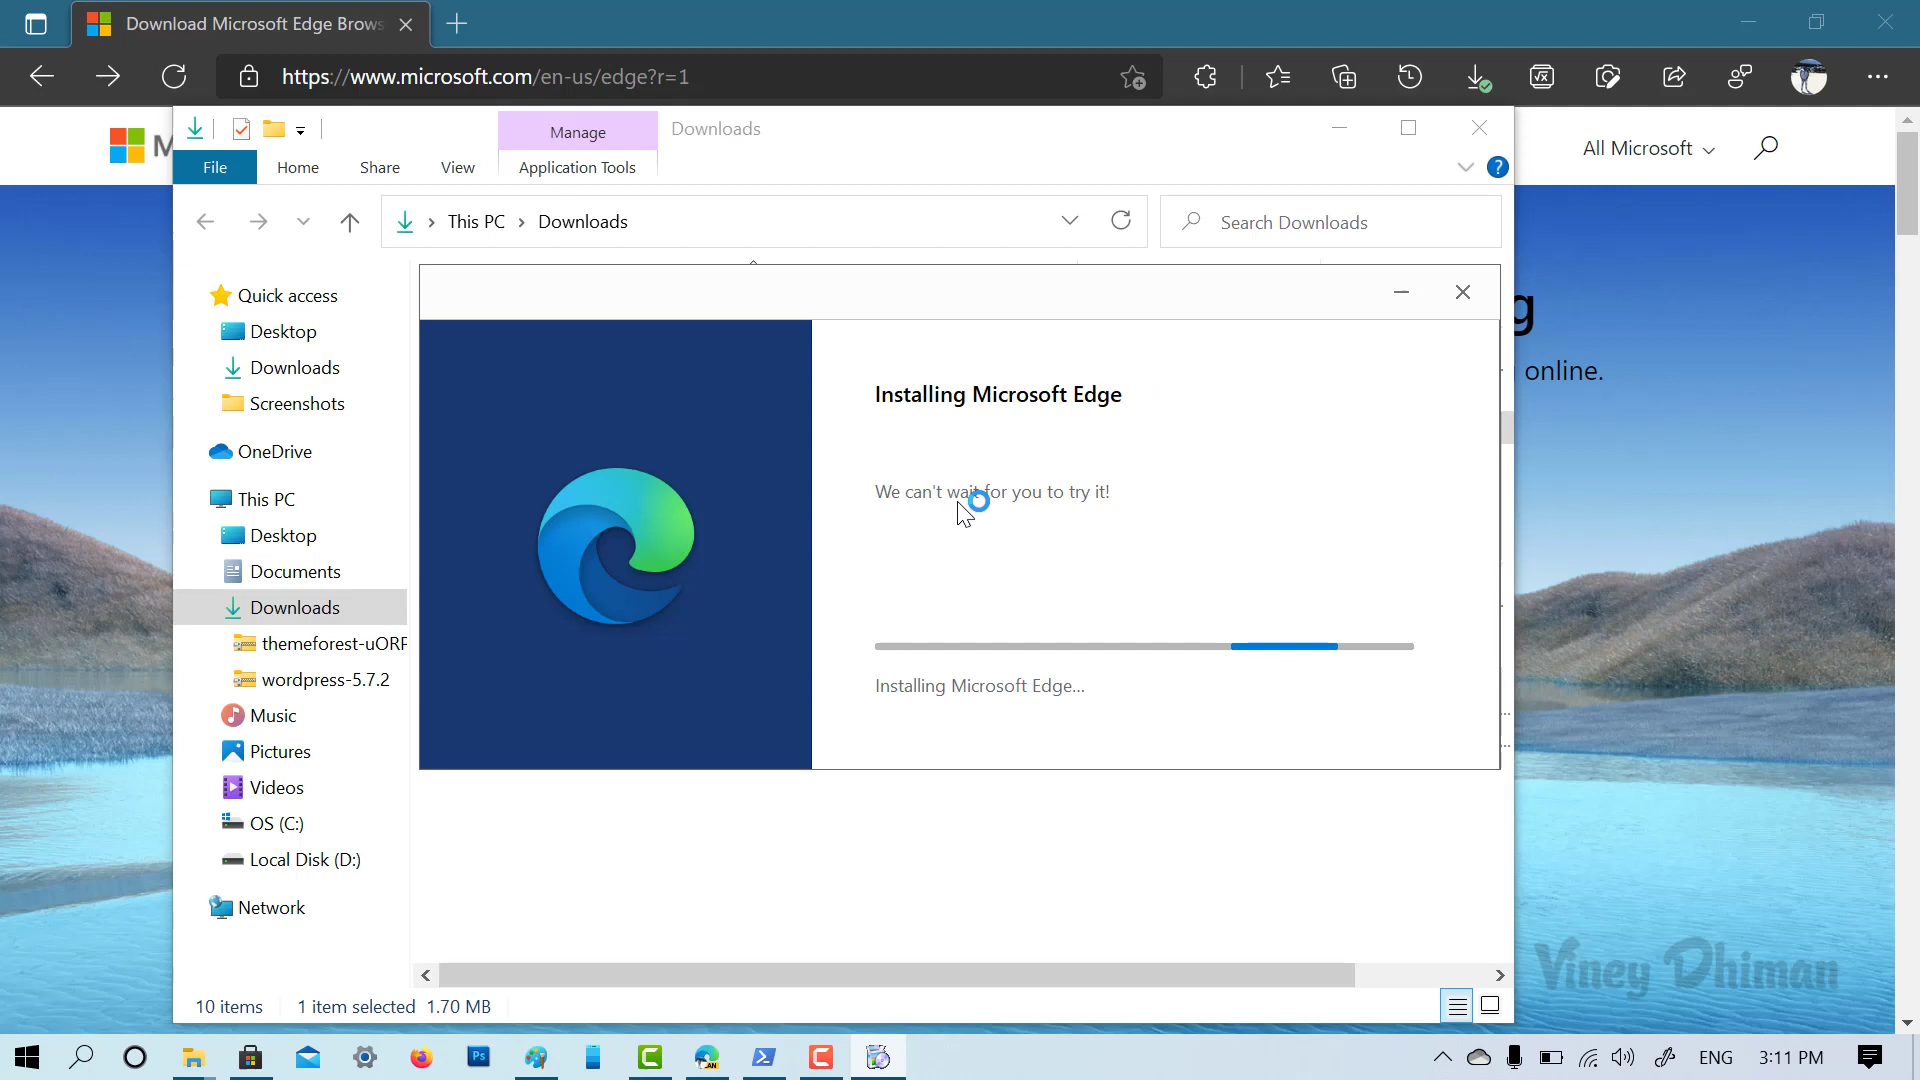 Download Microsoft Edge Brows
https://www.microsoft.com/en-us/edge?r=1
M
All Microsoft
Manage
Downloads
File
Home
Share
View
Application Tools
This PC
Downloads
Search Downloads
Quick access
Desktop
Downloads
Screenshots
OneDrive
This PC
Desktop
Documents
Downloads
themeforest-uORF
wordpress-5.7.2
Music
Pictures
Videos
OS (C:)
Local Disk (D:)
Network
Installing Microsoft Edge
We can't wait for you to try it!
Installing Microsoft Edge...
g
online.
10 items
1 item selected 1.70 MB
Viney Dhiman
Ps
CAN
ENG
3:11 PM